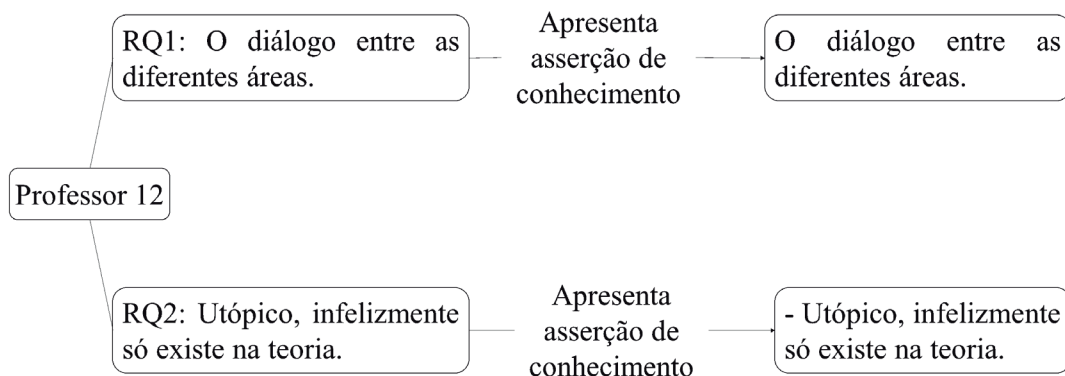 RQ1: O diálogo entre as
diferentes áreas.
Apresenta
asserção de
conhecimento
O diálogo entre as
diferentes áreas.
Professor 12
RQ2: Utópico, infelizmente
só existe na teoria.
Apresenta
asserção de
conhecimento
- Utópico, infelizmente
só existe na teoria.